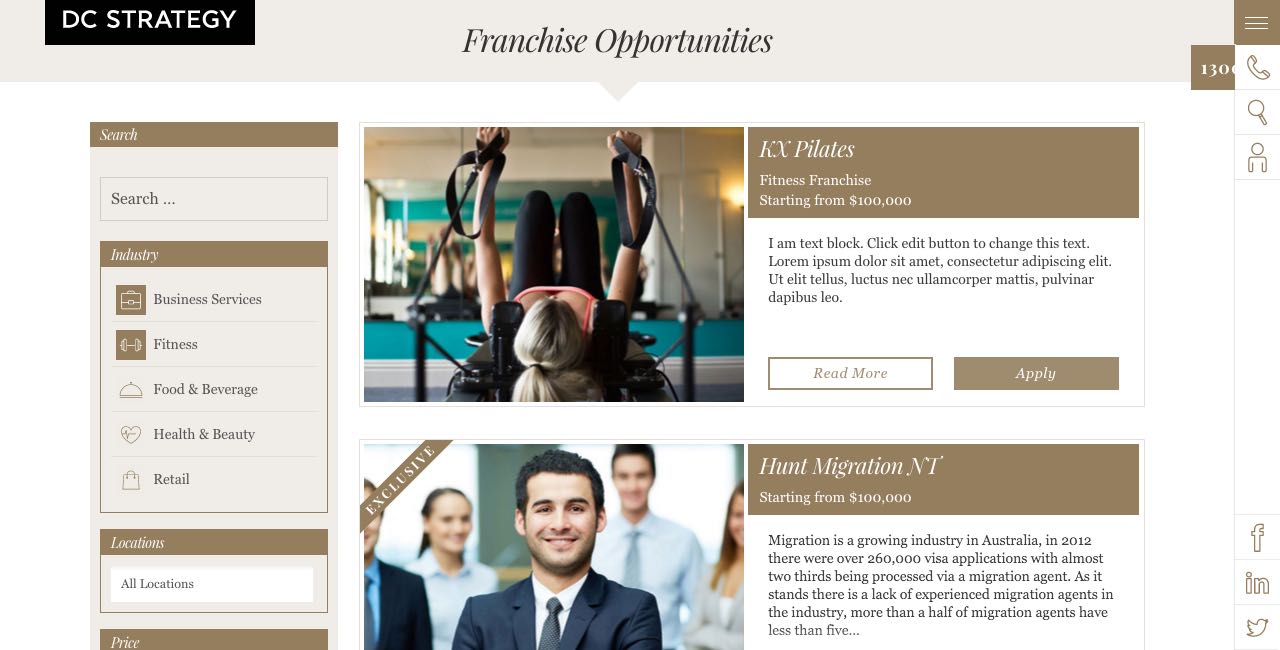 DC STRATEGY
Franchise Opportunities
Search
Search ...
Industry
Business Services
Fitness
Food & Beverage
Health & Beauty
Retail
Locations
All Locations
Price
KX Pilates
Fitness Franchise
Starting from $100,000
I am text block. Click edit button to change this text.
Lorem ipsum dolor sit amet, consectetur adipiscing elit.
Ut elit tellus, luctus nec ullamcorper mattis, pulvinar
dapibus leo.
Read More
Apply
EXCLUSIVE
Hunt Migration NT
Starting from $100,000
Migration is a growing industry in Australia, in 2012
there were over 260,000 visa applications with almost
two thirds being processed via a migration agent. As it
stands there is a lack of experienced migration agents in
the industry, more than a half of migration agents have
less than five...